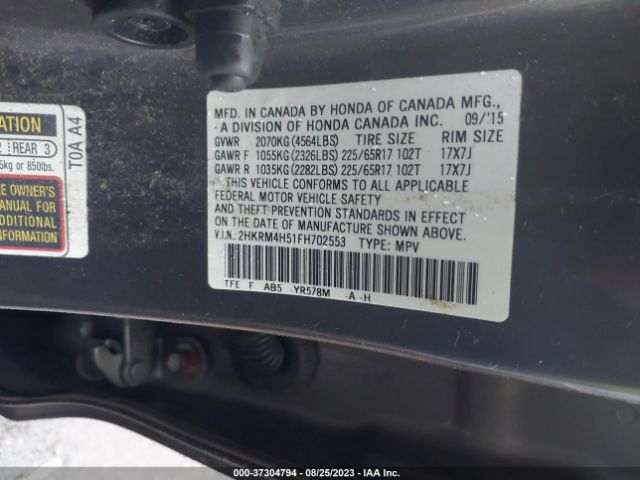 ATION
2 | REAR 3
5kg or 850lbs.
E OWNER'S
MANUAL FOR
ADDITIONAL
INFORMATION
T0A A4
MFD. IN CANADA BY HONDA OF CANADA MFG.,
A DIVISION OF HONDA CANADA INC. 09/'15
GVWR 2070KG(4564LBS) TIRE SIZE RIM SIZE
GAWR F 1055KG(2326LBS) 225/65R17 102T 17X7J
GAWR R 1035KG(2282LBS) 225/65R17 102T 17X7J
THIS VEHICLE CONFORMS TO ALL APPLICABLE
FEDERAL MOTOR VEHICLE SAFETY
AND THEFT PREVENTION STANDARDS IN EFFECT
ON THE DATE OF MANUFACTURE SHOWN ABOVE.
V.I.N.: 2HKRM4H51FH702553 TYPE: MPV
TFE F AB5 YR578M -A-H
000-37304794 - 08/25/2023 - IAA Inc.